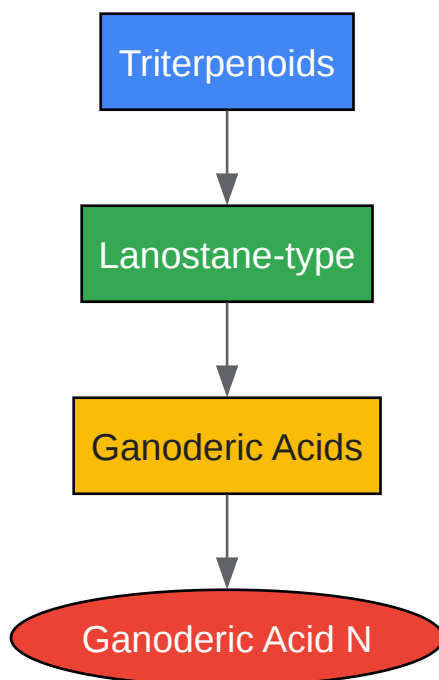 Triterpenoids
Lanostane-type
Ganoderic Acids
Ganoderic Acid N